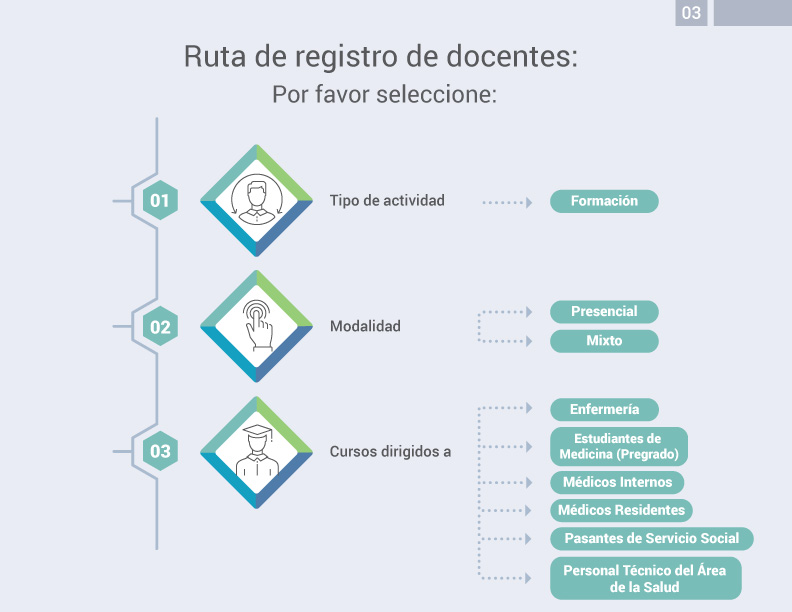 03
Ruta de registro de docentes:
Por favor seleccione:
01
Tipo de actividad
Formación
02
Modalidad
Presencial
Mixto
03
Cursos dirigidos a
Enfermería
Estudiantes de
Medicina (Pregrado)
Médicos Internos
Médicos Residentes
Pasantes de Servicio Social
Personal Técnico del Área
de la Salud